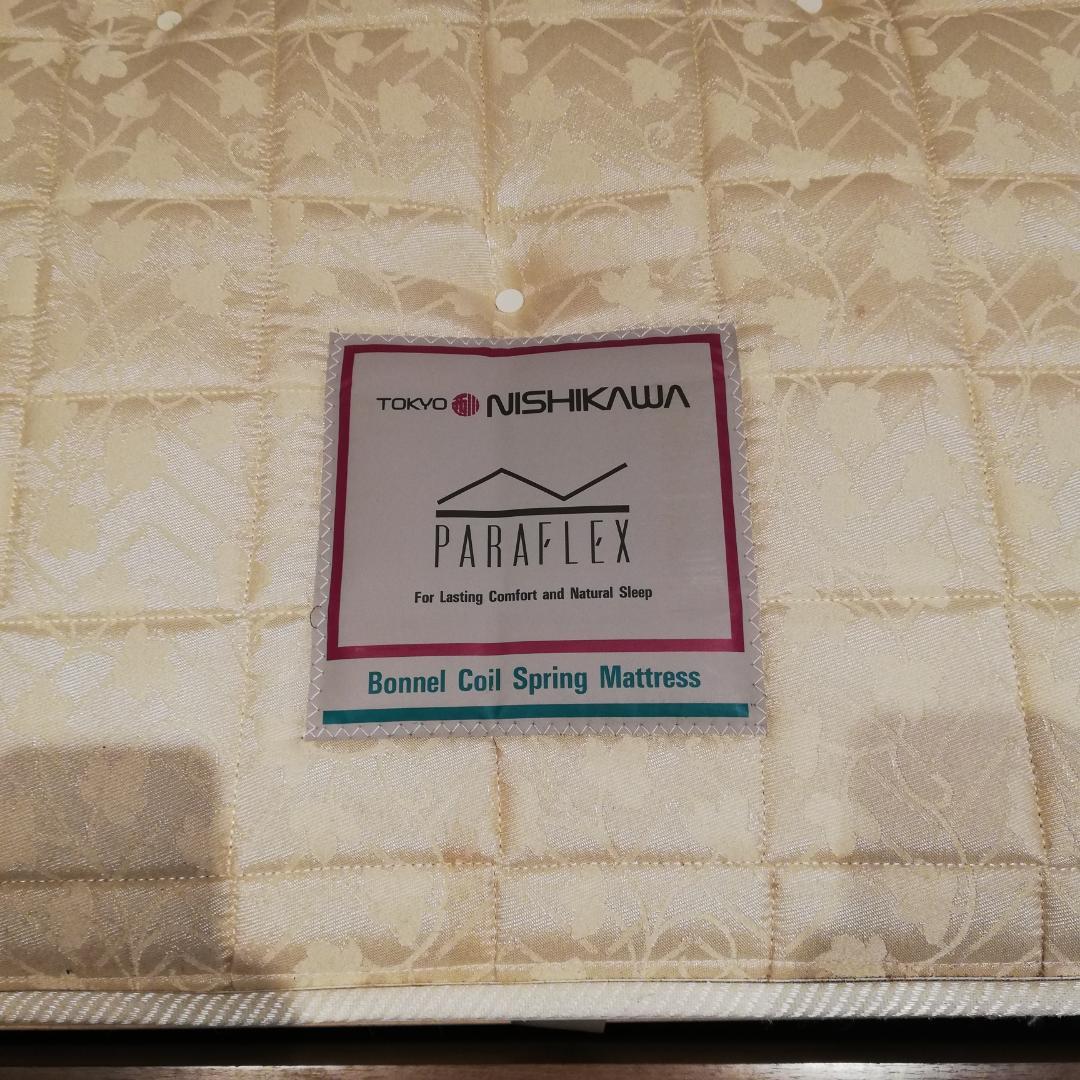 TOKYO NISHIKAWA
PARAFLEX
For Lasting Comfort and Natural Sleep
Bonnel Coil Spring Mattress